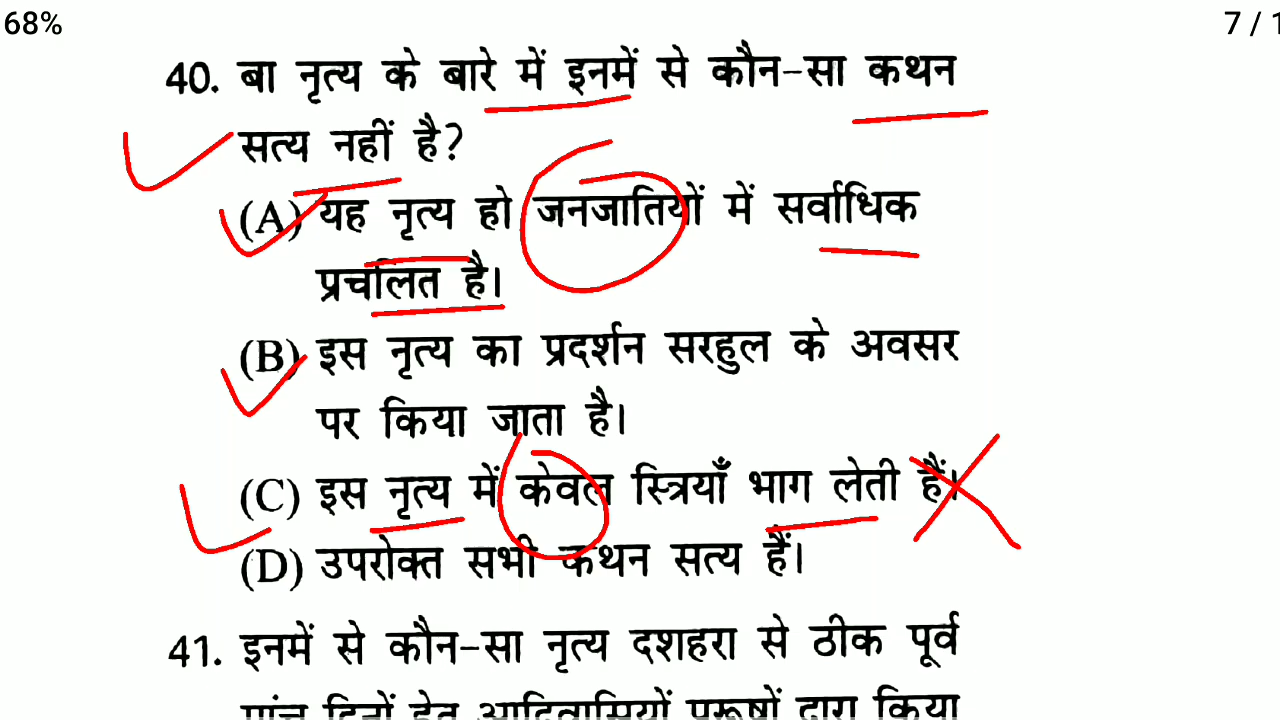 68%
7 / 1
40. बा नृत्य के बारे में इनमें से कौन-सा कथन
सत्य नहीं है?
(A) यह नृत्य हो जनजातियों में सर्वाधिक
प्रचलित है।
(B) इस नृत्य का प्रदर्शन सरहुल के अवसर
पर किया जाता है।
(C) इस नृत्य में केवल स्त्रियाँ भाग लेती हैं।
(D) उपरोक्त सभी कथन सत्य हैं।
41. इनमें से कौन-सा नृत्य दशहरा से ठीक पूर्व
पांच दिनों हेतु आदिवासियों पुरूषों द्वारा किया